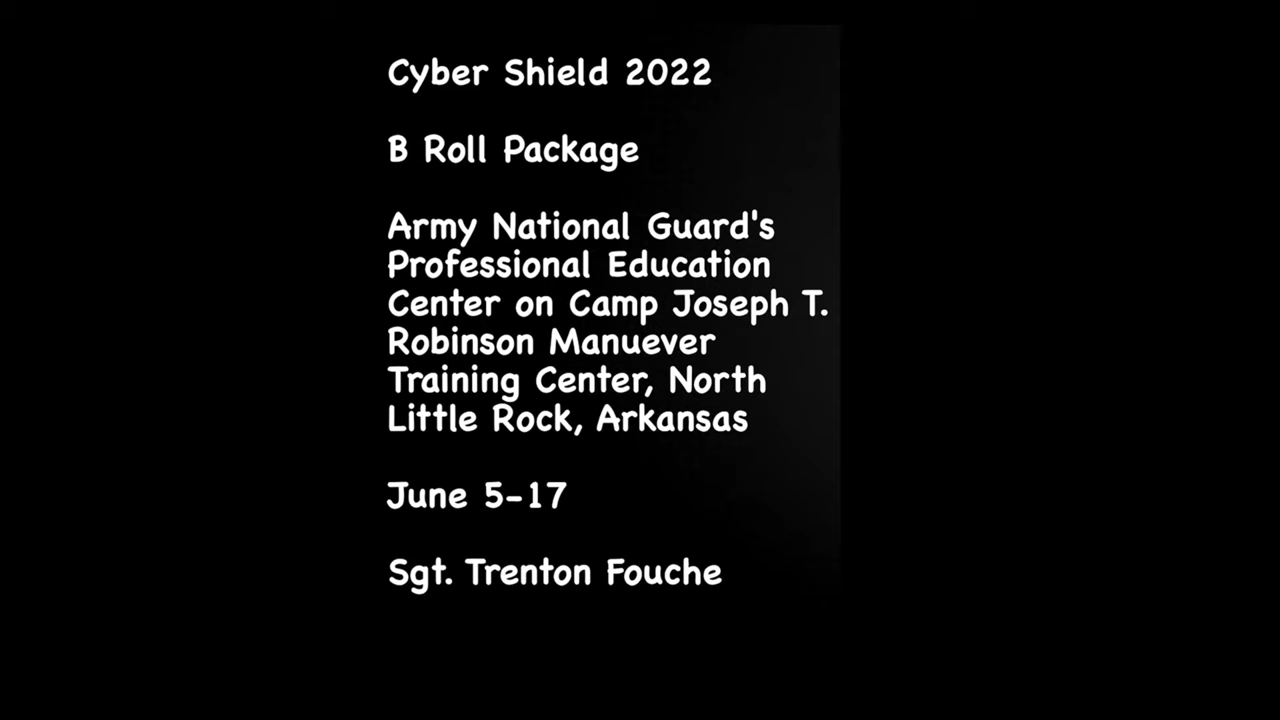 Cyber Shield 2022
B Roll Package
Army National Guard's
Professional Education
Center on Camp Joseph T.
Robinson Manuever
Training Center, North
Little Rock, Arkansas
June 5-17
Sgt. Trenton Fouche